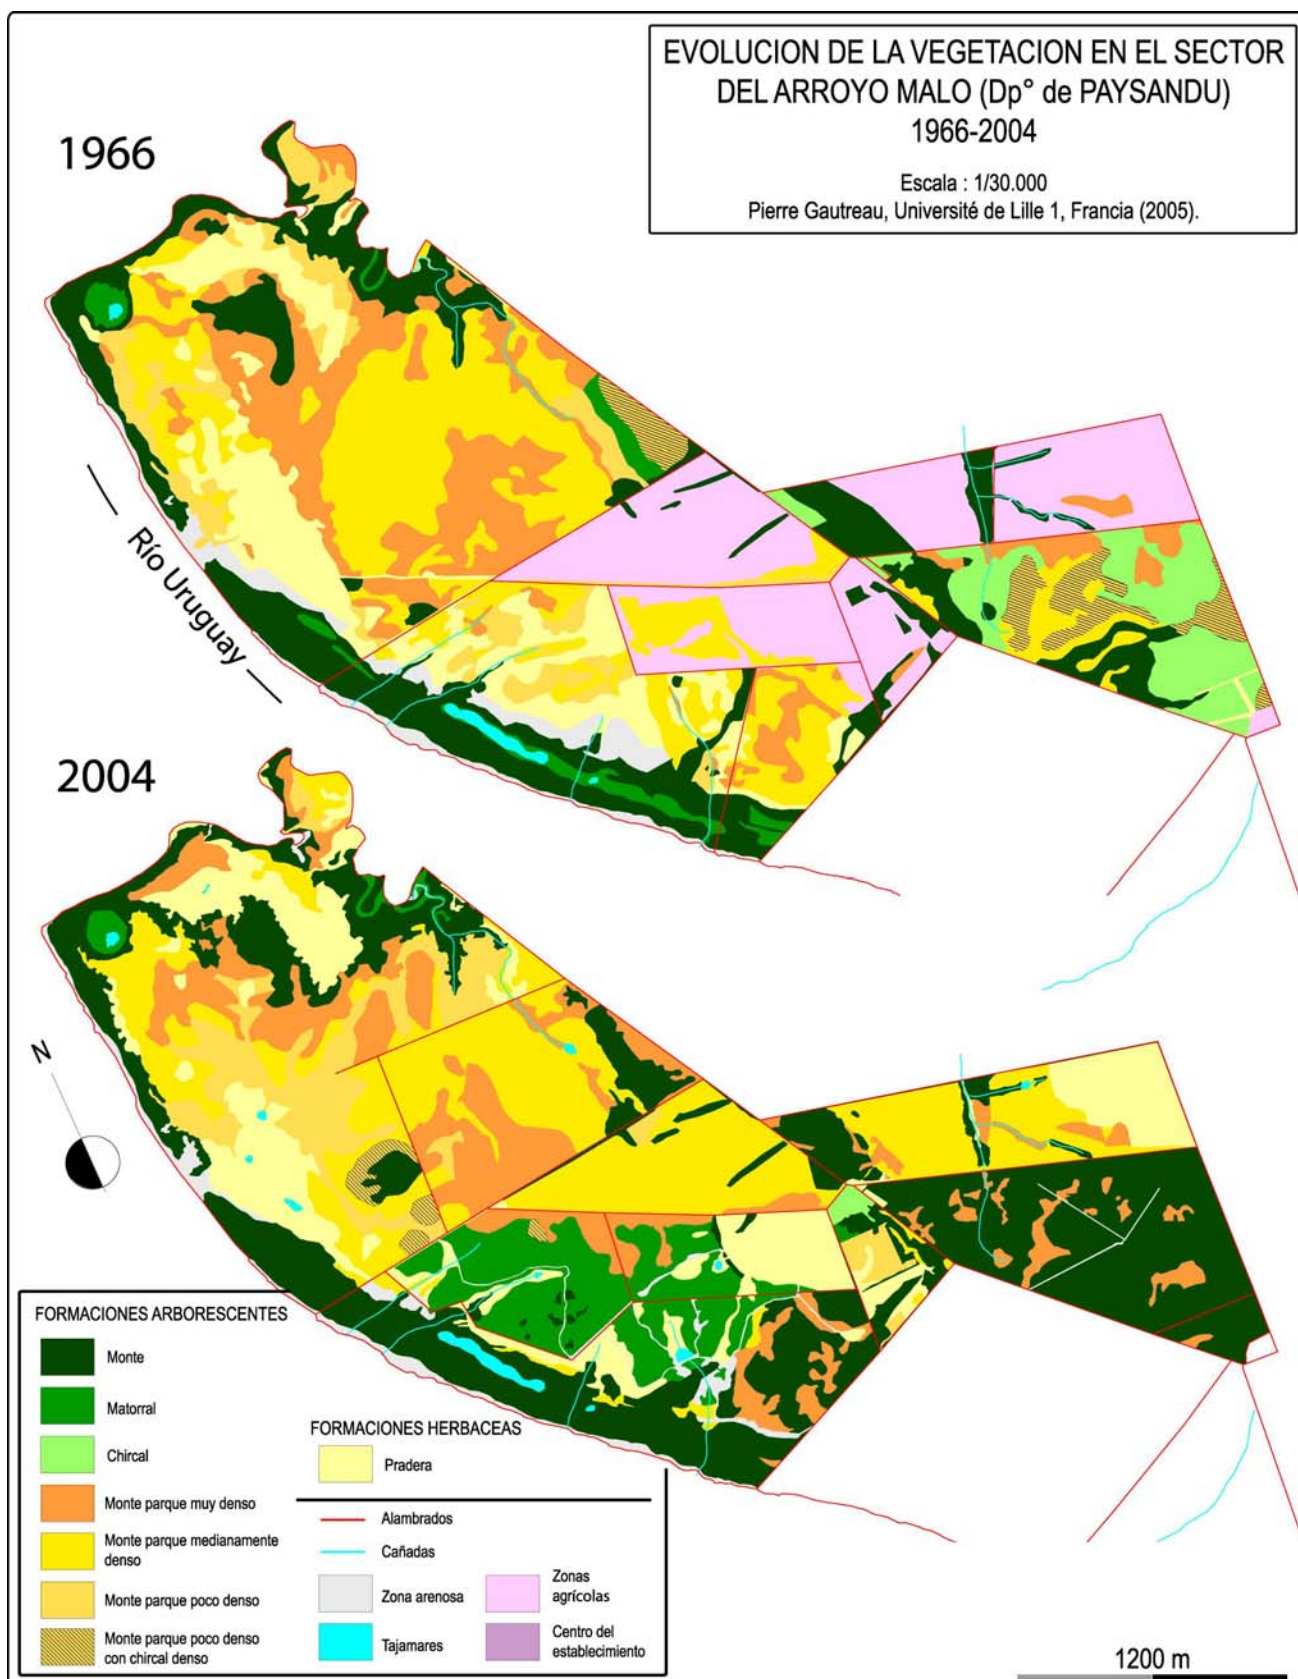 EVOLUCION DE LA VEGETACION EN EL SECTOR
DEL ARROYO MALO (Dp° de PAYSANDU)
1966-2004
Escala : 1/30.000
Pierre Gautreau, Université de Lille 1, Francia (2005).
1966
Río Uruguay
2004
N
FORMACIONES ARBORESCENTES
Monte
Matorral
Chircal
Monte parque muy denso
Monte parque medianamente
denso
Monte parque poco denso
Monte parque poco denso
con chircal denso
FORMACIONES HERBACEAS
Pradera
Alambrados
Cañadas
Zona arenosa
Tajamares
Zonas
agrícolas
Centro del
establecimiento
1200 m